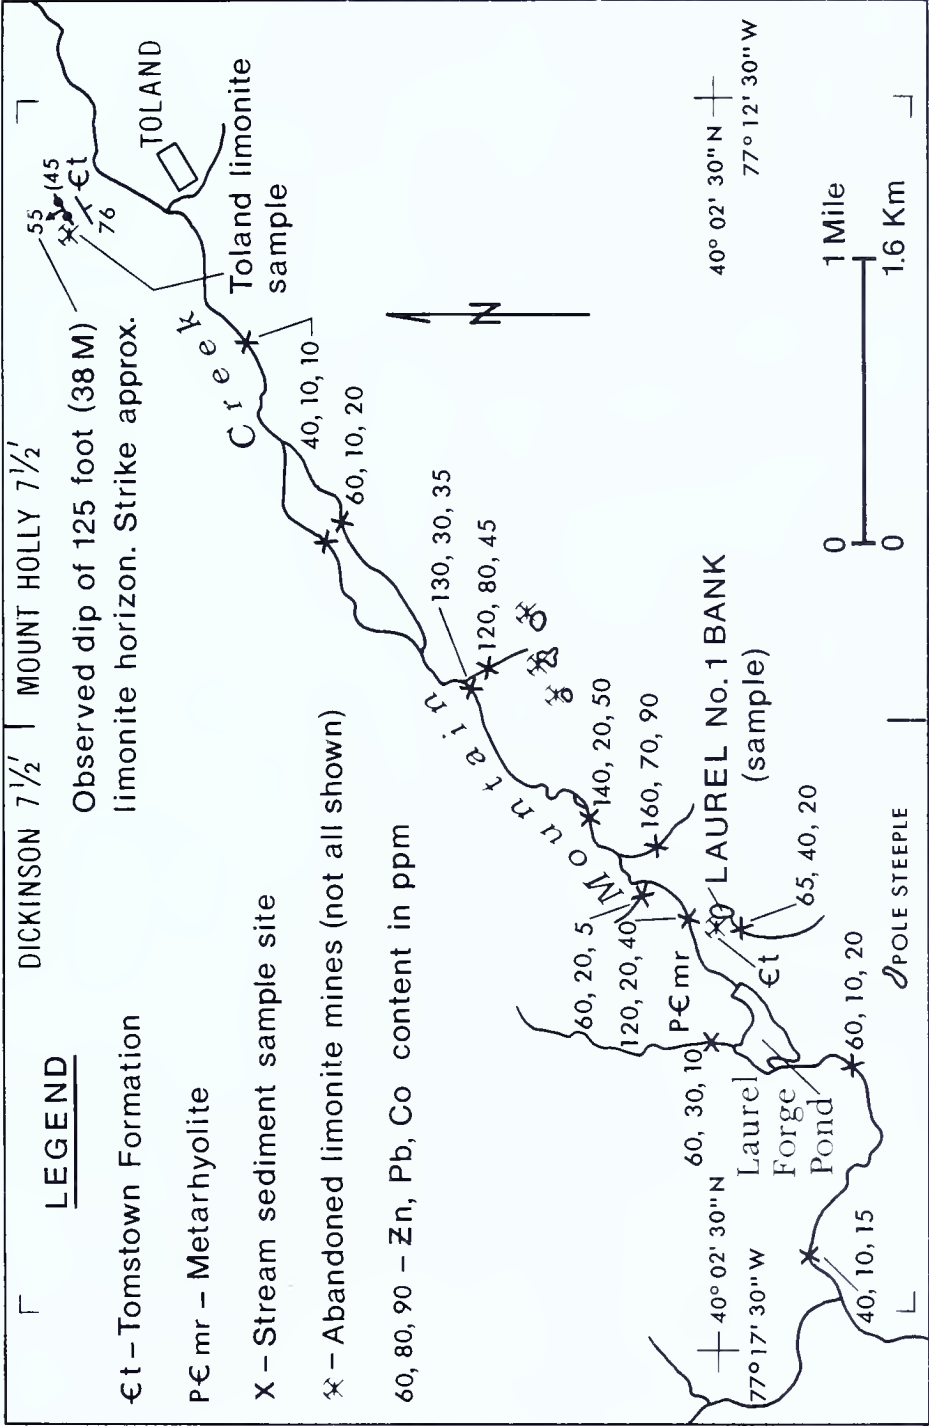 DICKINSON 7½' | MOUNT HOLLY 7½'
LEGEND
Єt – Tomstown Formation
PЄmr – Metarhyolite
X – Stream sediment sample site
⚒ – Abandoned limonite mines (not all shown)
60, 80, 90 – Zn, Pb, Co content in ppm
Observed dip of 125 foot (38 M)
limonite horizon. Strike approx.
55
(45
Єt
76
TOLAND
Toland limonite
sample
Mountain Creek
40, 10, 10
60, 10, 20
130, 30, 35
120, 80, 45
140, 20, 50
160, 70, 90
LAUREL No. 1 BANK
(sample)
65, 40, 20
60, 20, 5
120, 20, 40
PЄmr
Єt
60, 30, 10
Laurel
Forge
Pond
60, 10, 20
POLE STEEPLE
40, 10, 15
40° 02' 30" N
77° 17' 30" W
N
40° 02' 30" N
77° 12' 30" W
0 1 Mile
0 1.6 Km